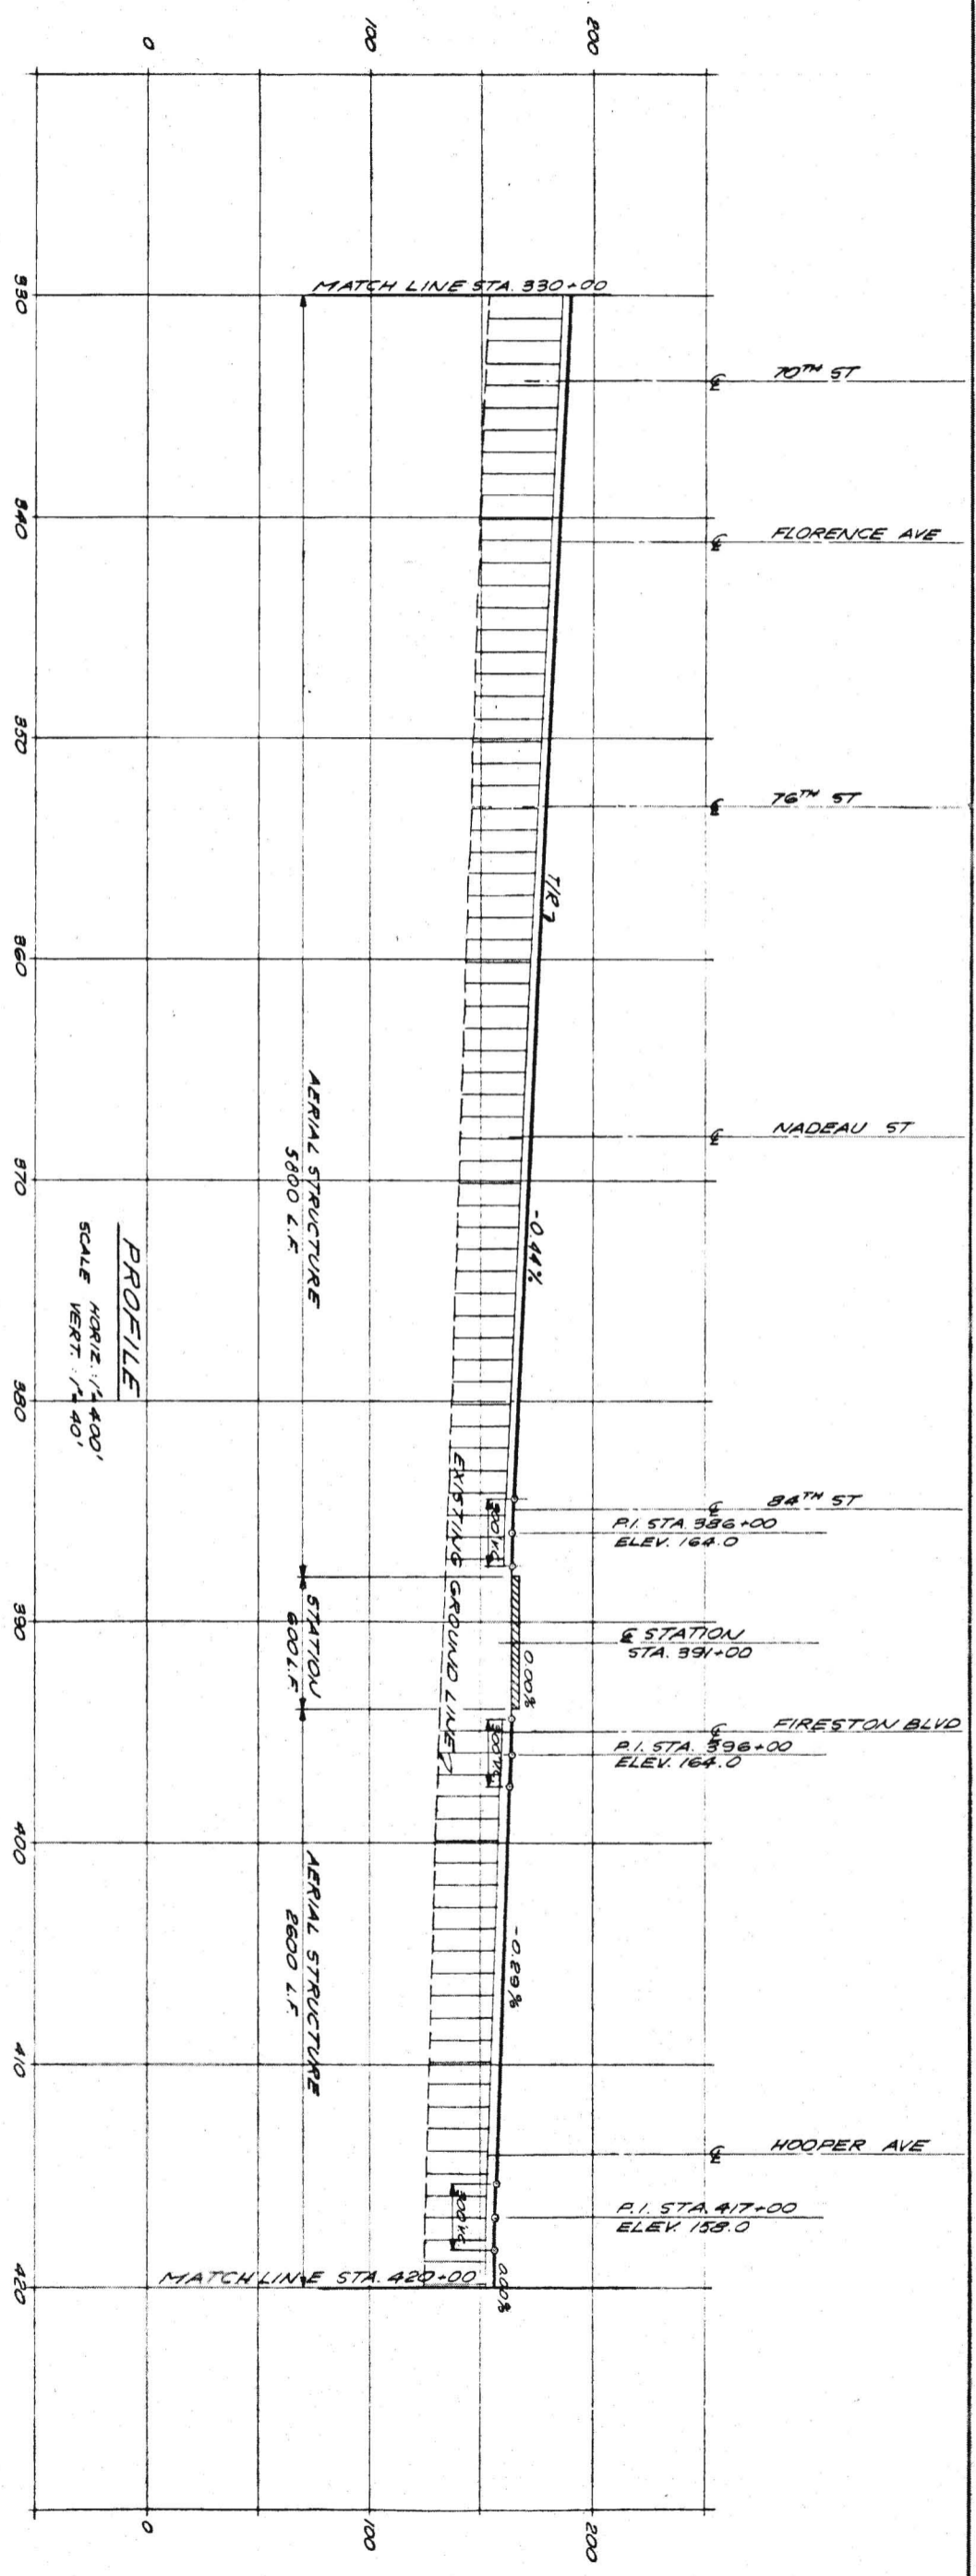 0
100
200
MATCH LINE STA. 330+00
330
70TH ST
340
FLORENCE AVE
350
76TH ST
T/R
360
NADEAU ST
370
AERIAL STRUCTURE
5800 L.F.
-0.44%
PROFILE
SCALE HORIZ.: 1"=400'
VERT.: 1"=40'
380
84TH ST
P.I. STA. 386+00
ELEV. 164.0
300' V.C.
EXISTING GROUND LINE
390
STATION
600 L.F.
℄ STATION
STA. 391+00
0.00%
FIRESTON BLVD
P.I. STA. 396+00
ELEV. 164.0
300' V.C.
400
AERIAL STRUCTURE
2600 L.F.
-0.29%
410
HOOPER AVE
P.I. STA. 417+00
ELEV. 158.0
300' V.C.
MATCH LINE STA. 420+00
0.00%
420
0
100
200